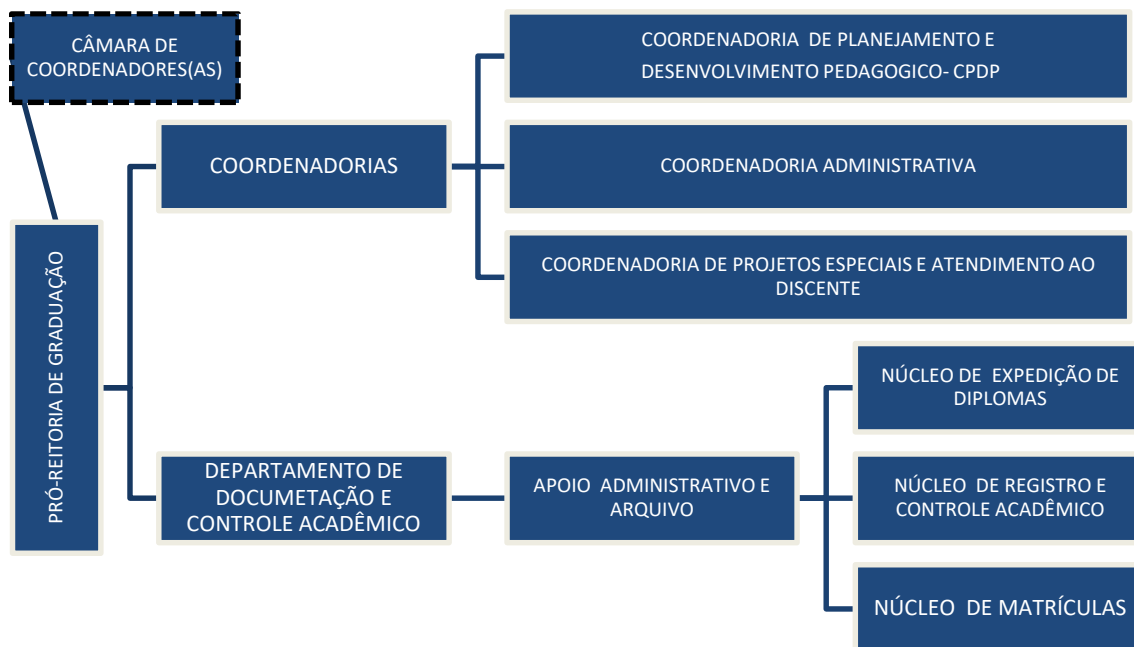 CÂMARA DE
COORDENADORES(AS)
PRÓ-REITORIA DE GRADUAÇÃO
COORDENADORIAS
COORDENADORIA DE PLANEJAMENTO E
DESENVOLVIMENTO PEDAGOGICO- CPDP
COORDENADORIA ADMINISTRATIVA
COORDENADORIA DE PROJETOS ESPECIAIS E ATENDIMENTO AO
DISCENTE
DEPARTAMENTO DE
DOCUMETAÇÃO E
CONTROLE ACADÊMICO
APOIO ADMINISTRATIVO E
ARQUIVO
NÚCLEO DE EXPEDIÇÃO DE
DIPLOMAS
NÚCLEO DE REGISTRO E
CONTROLE ACADÊMICO
NÚCLEO DE MATRÍCULAS